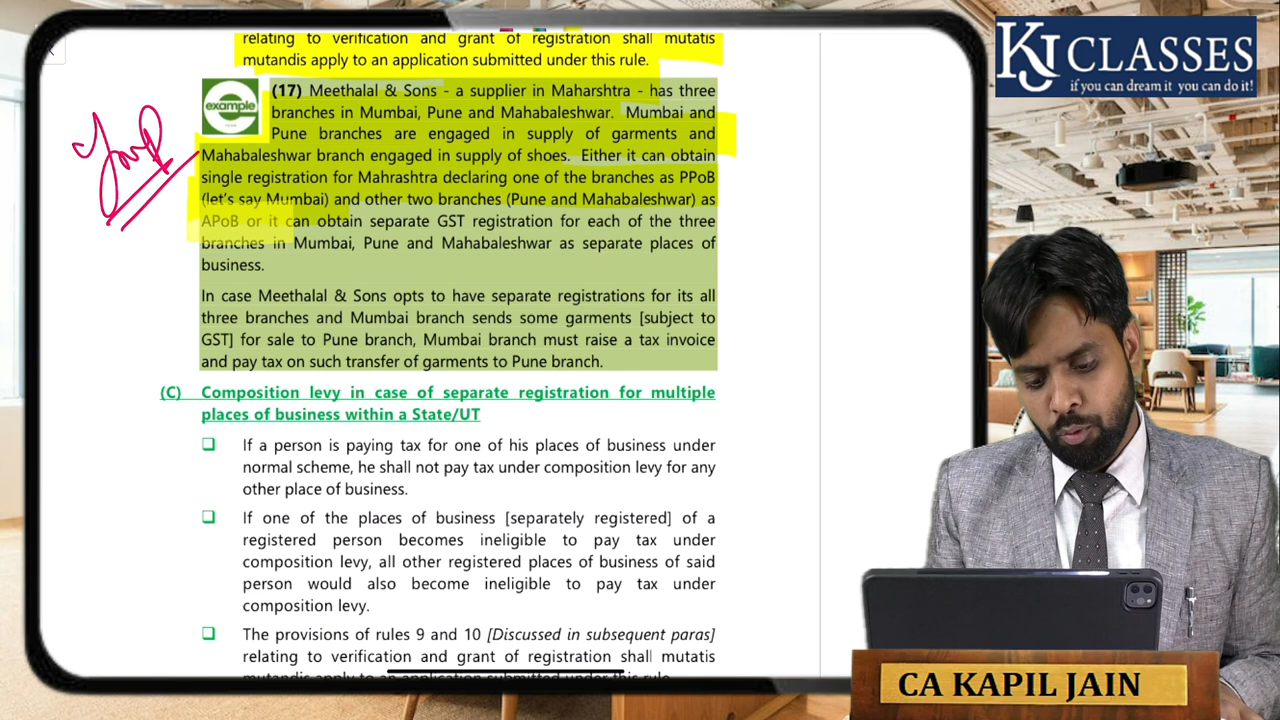 relating to verification and grant of registration shall mutatis
mutandis apply to an application submitted under this rule.
example
(17) Meethalal & Sons - a supplier in Maharshtra - has three
branches in Mumbai, Pune and Mahabaleshwar. Mumbai and
Pune branches are engaged in supply of garments and
Mahabaleshwar branch engaged in supply of shoes. Either it can obtain
single registration for Mahrashtra declaring one of the branches as PPoB
(let's say Mumbai) and other two branches (Pune and Mahabaleshwar) as
APoB or it can obtain separate GST registration for each of the three
branches in Mumbai, Pune and Mahabaleshwar as separate places of
business.
In case Meethalal & Sons opts to have separate registrations for its all
three branches and Mumbai branch sends some garments [subject to
GST] for sale to Pune branch, Mumbai branch must raise a tax invoice
and pay tax on such transfer of garments to Pune branch.
Imp
(C) Composition levy in case of separate registration for multiple
places of business within a State/UT
❑ If a person is paying tax for one of his places of business under
normal scheme, he shall not pay tax under composition levy for any
other place of business.
❑ If one of the places of business [separately registered] of a
registered person becomes ineligible to pay tax under
composition levy, all other registered places of business of said
person would also become ineligible to pay tax under
composition levy.
❑ The provisions of rules 9 and 10 [Discussed in subsequent paras]
relating to verification and grant of registration shall mutatis
mutandis apply to an application submitted under this rule.
KJ CLASSES
if you can dream it you can do it!
CA KAPIL JAIN